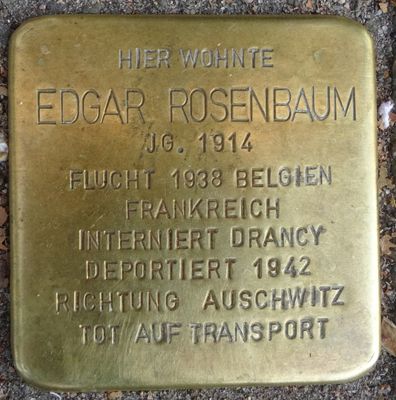 HIER WOHNTE
EDGAR ROSENBAUM
JG. 1914
FLUCHT 1938 BELGIEN
FRANKREICH
INTERNIERT DRANCY
DEPORTIERT 1942
RICHTUNG AUSCHWITZ
TOT AUF TRANSPORT